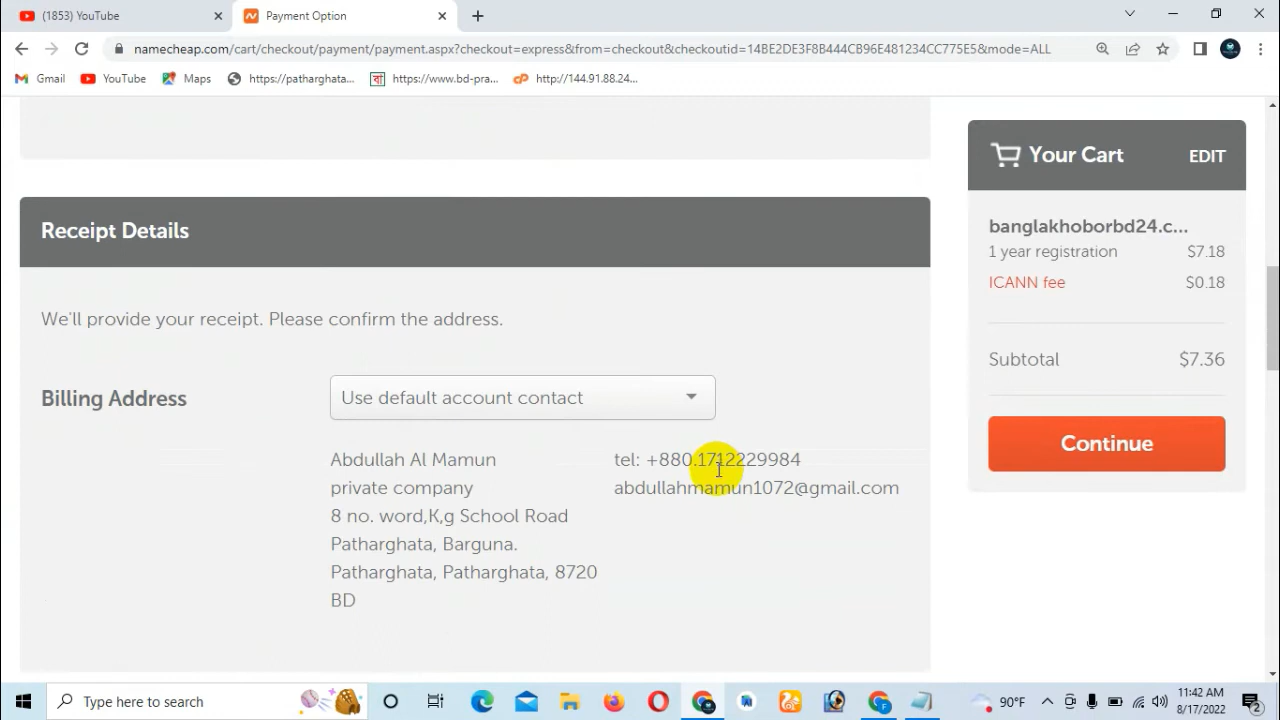 (1853) YouTube
Payment Option
namecheap.com/cart/checkout/payment/payment.aspx?checkout=express&from=checkout&checkoutid=14BE2DE3F8B444CB96E481234CC775E5&mode=ALL
Gmail
YouTube
Maps
https://patharghata...
https://www.bd-pra...
http://144.91.88.24...
Your Cart
EDIT
banglakhoborbd24.c...
1 year registration $7.18
ICANN fee $0.18
Subtotal $7.36
Continue
Receipt Details
We'll provide your receipt. Please confirm the address.
Billing Address
Use default account contact
Abdullah Al Mamun
private company
8 no. word,K,g School Road
Patharghata, Barguna.
Patharghata, Patharghata, 8720
BD
tel: +880.1712229984
abdullahmamun1072@gmail.com
Type here to search
90°F
11:42 AM
8/17/2022
2